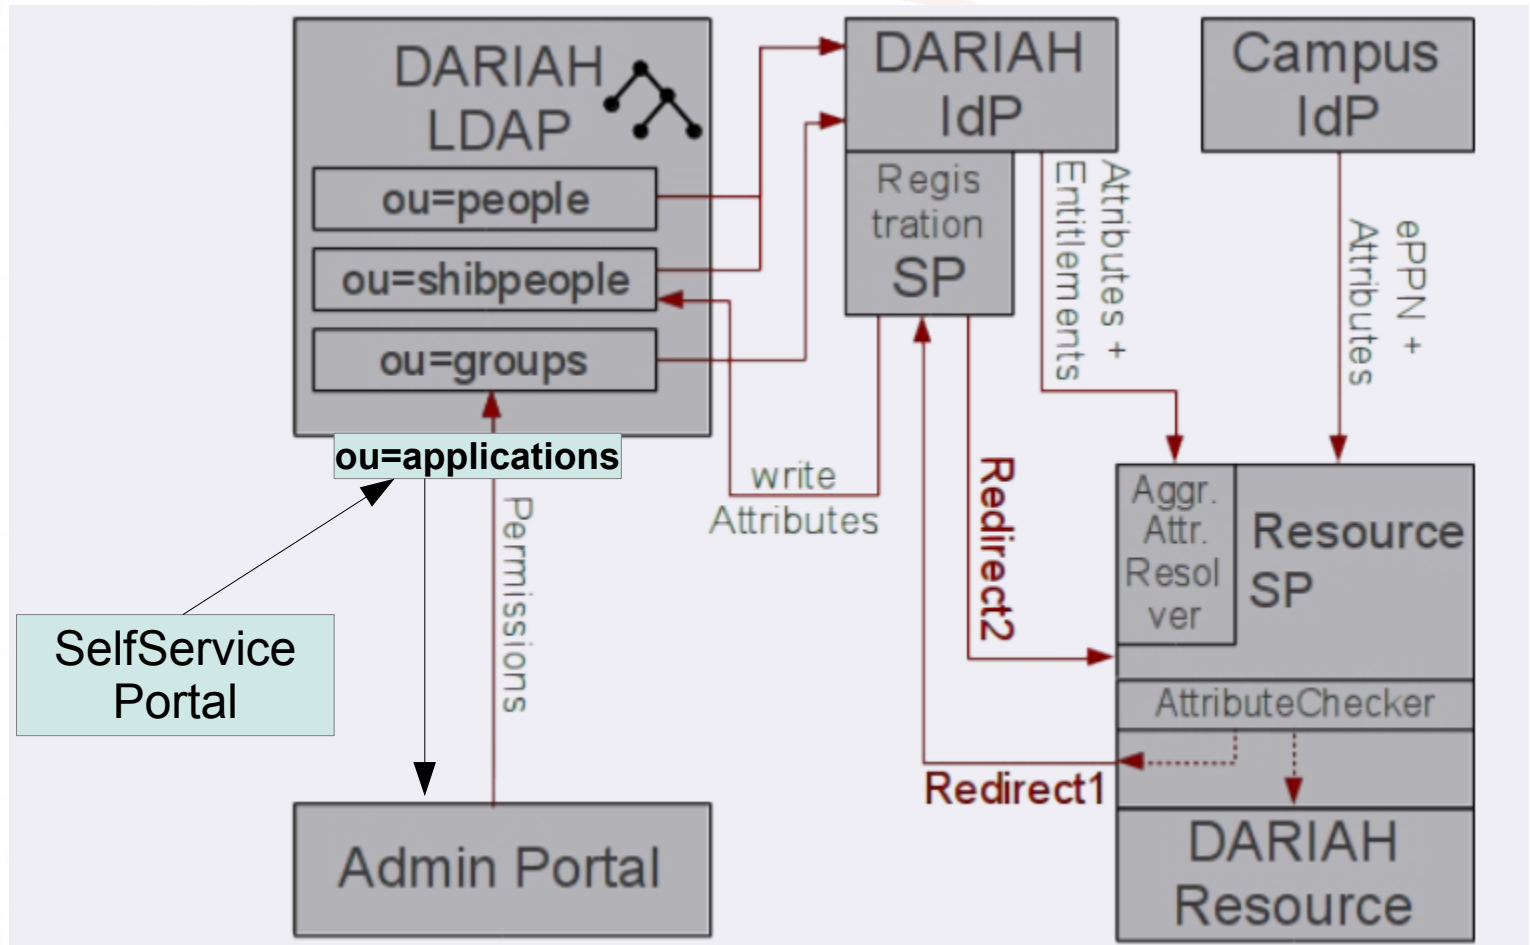 DARIAH
LDAP
ou=people
ou=shibpeople
ou=groups
ou=applications
SelfService
Portal
Permissions
Admin Portal
write
Attributes
DARIAH
IdP
Regis
tration
SP
Attributes +
Entitlements
Campus
IdP
ePPN +
Attributes
Redirect2
Redirect1
Aggr.
Attr.
Resol
ver
Resource
SP
AttributeChecker
DARIAH
Resource